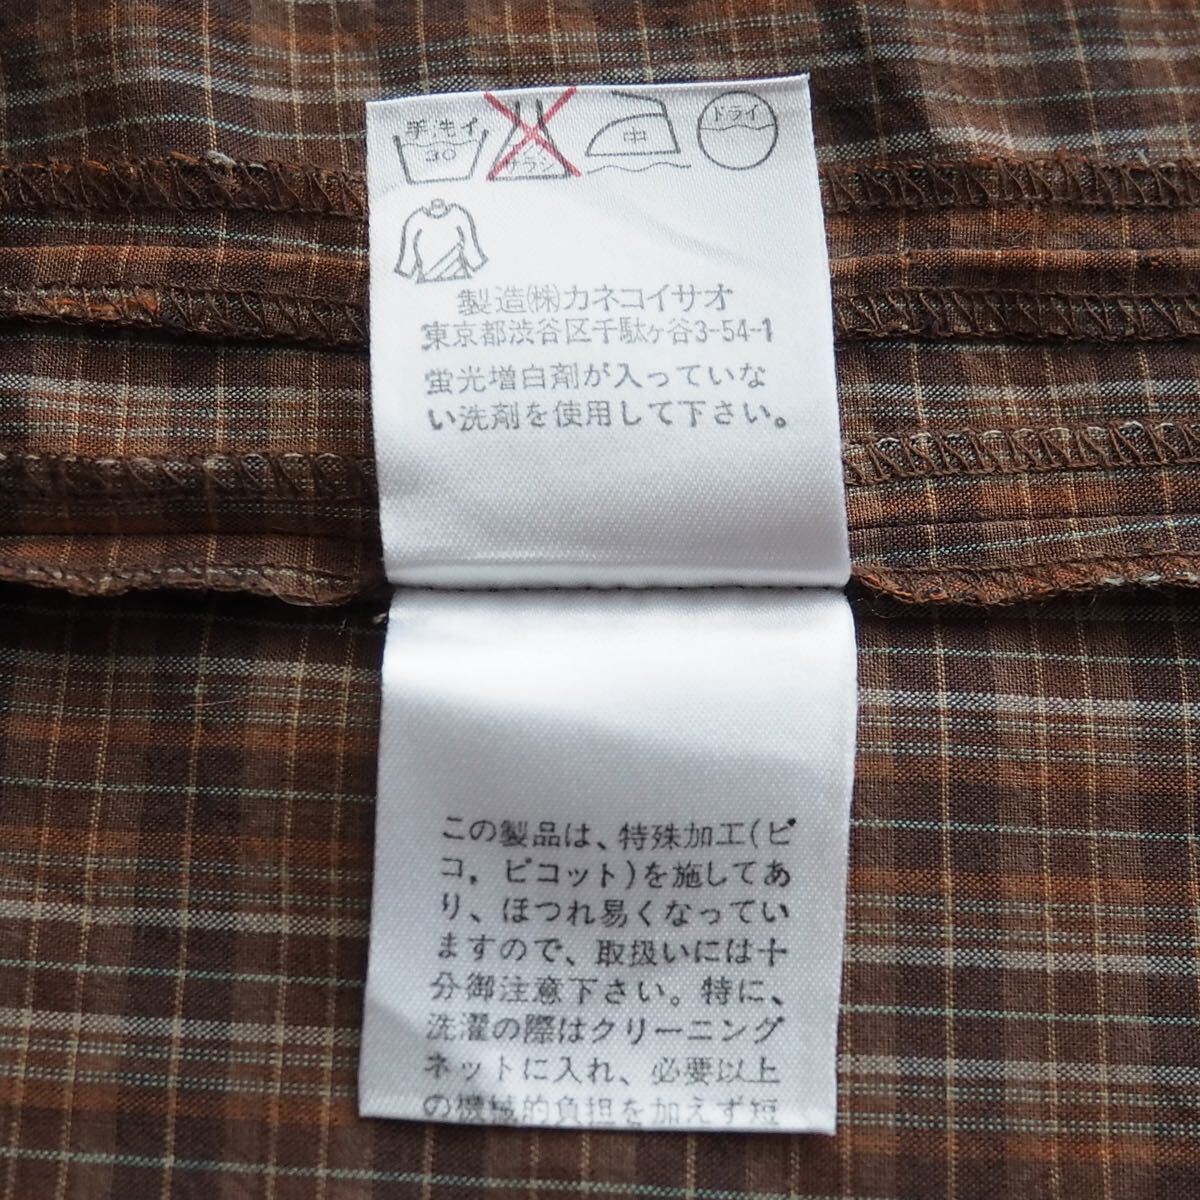 手洗イ 30 エンソサラシ 中 ドライ
製造㈱カネコイサオ
東京都渋谷区千駄ヶ谷3-54-1
蛍光増白剤が入っていな
い洗剤を使用して下さい。
この製品は、特殊加工(ピ
コ，ピコット)を施してあ
り、ほつれ易くなってい
ますので、取扱いには十
分御注意下さい。特に、
洗濯の際はクリーニング
ネットに入れ、必要以上
の機械的負担を加えず短